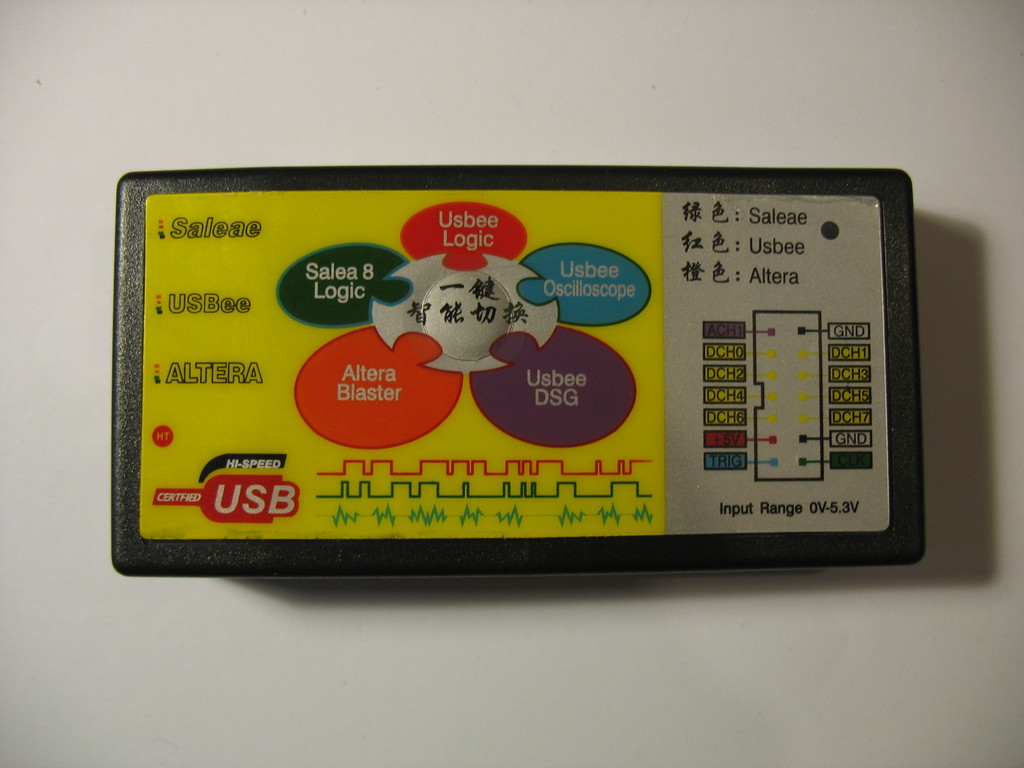 Saleae
USBee
ALTERA
HT
HI-SPEED
CERTIFIED
USB
Usbee
Logic
Salea 8
Logic
Usbee
Oscilloscope
一键
智能切换
Altera
Blaster
Usbee
DSG
绿色: Saleae
红色: Usbee
橙色: Altera
ACH1 GND
DCH0 DCH1
DCH2 DCH3
DCH4 DCH5
DCH6 DCH7
+5V GND
TRIG CLK
Input Range 0V-5.3V